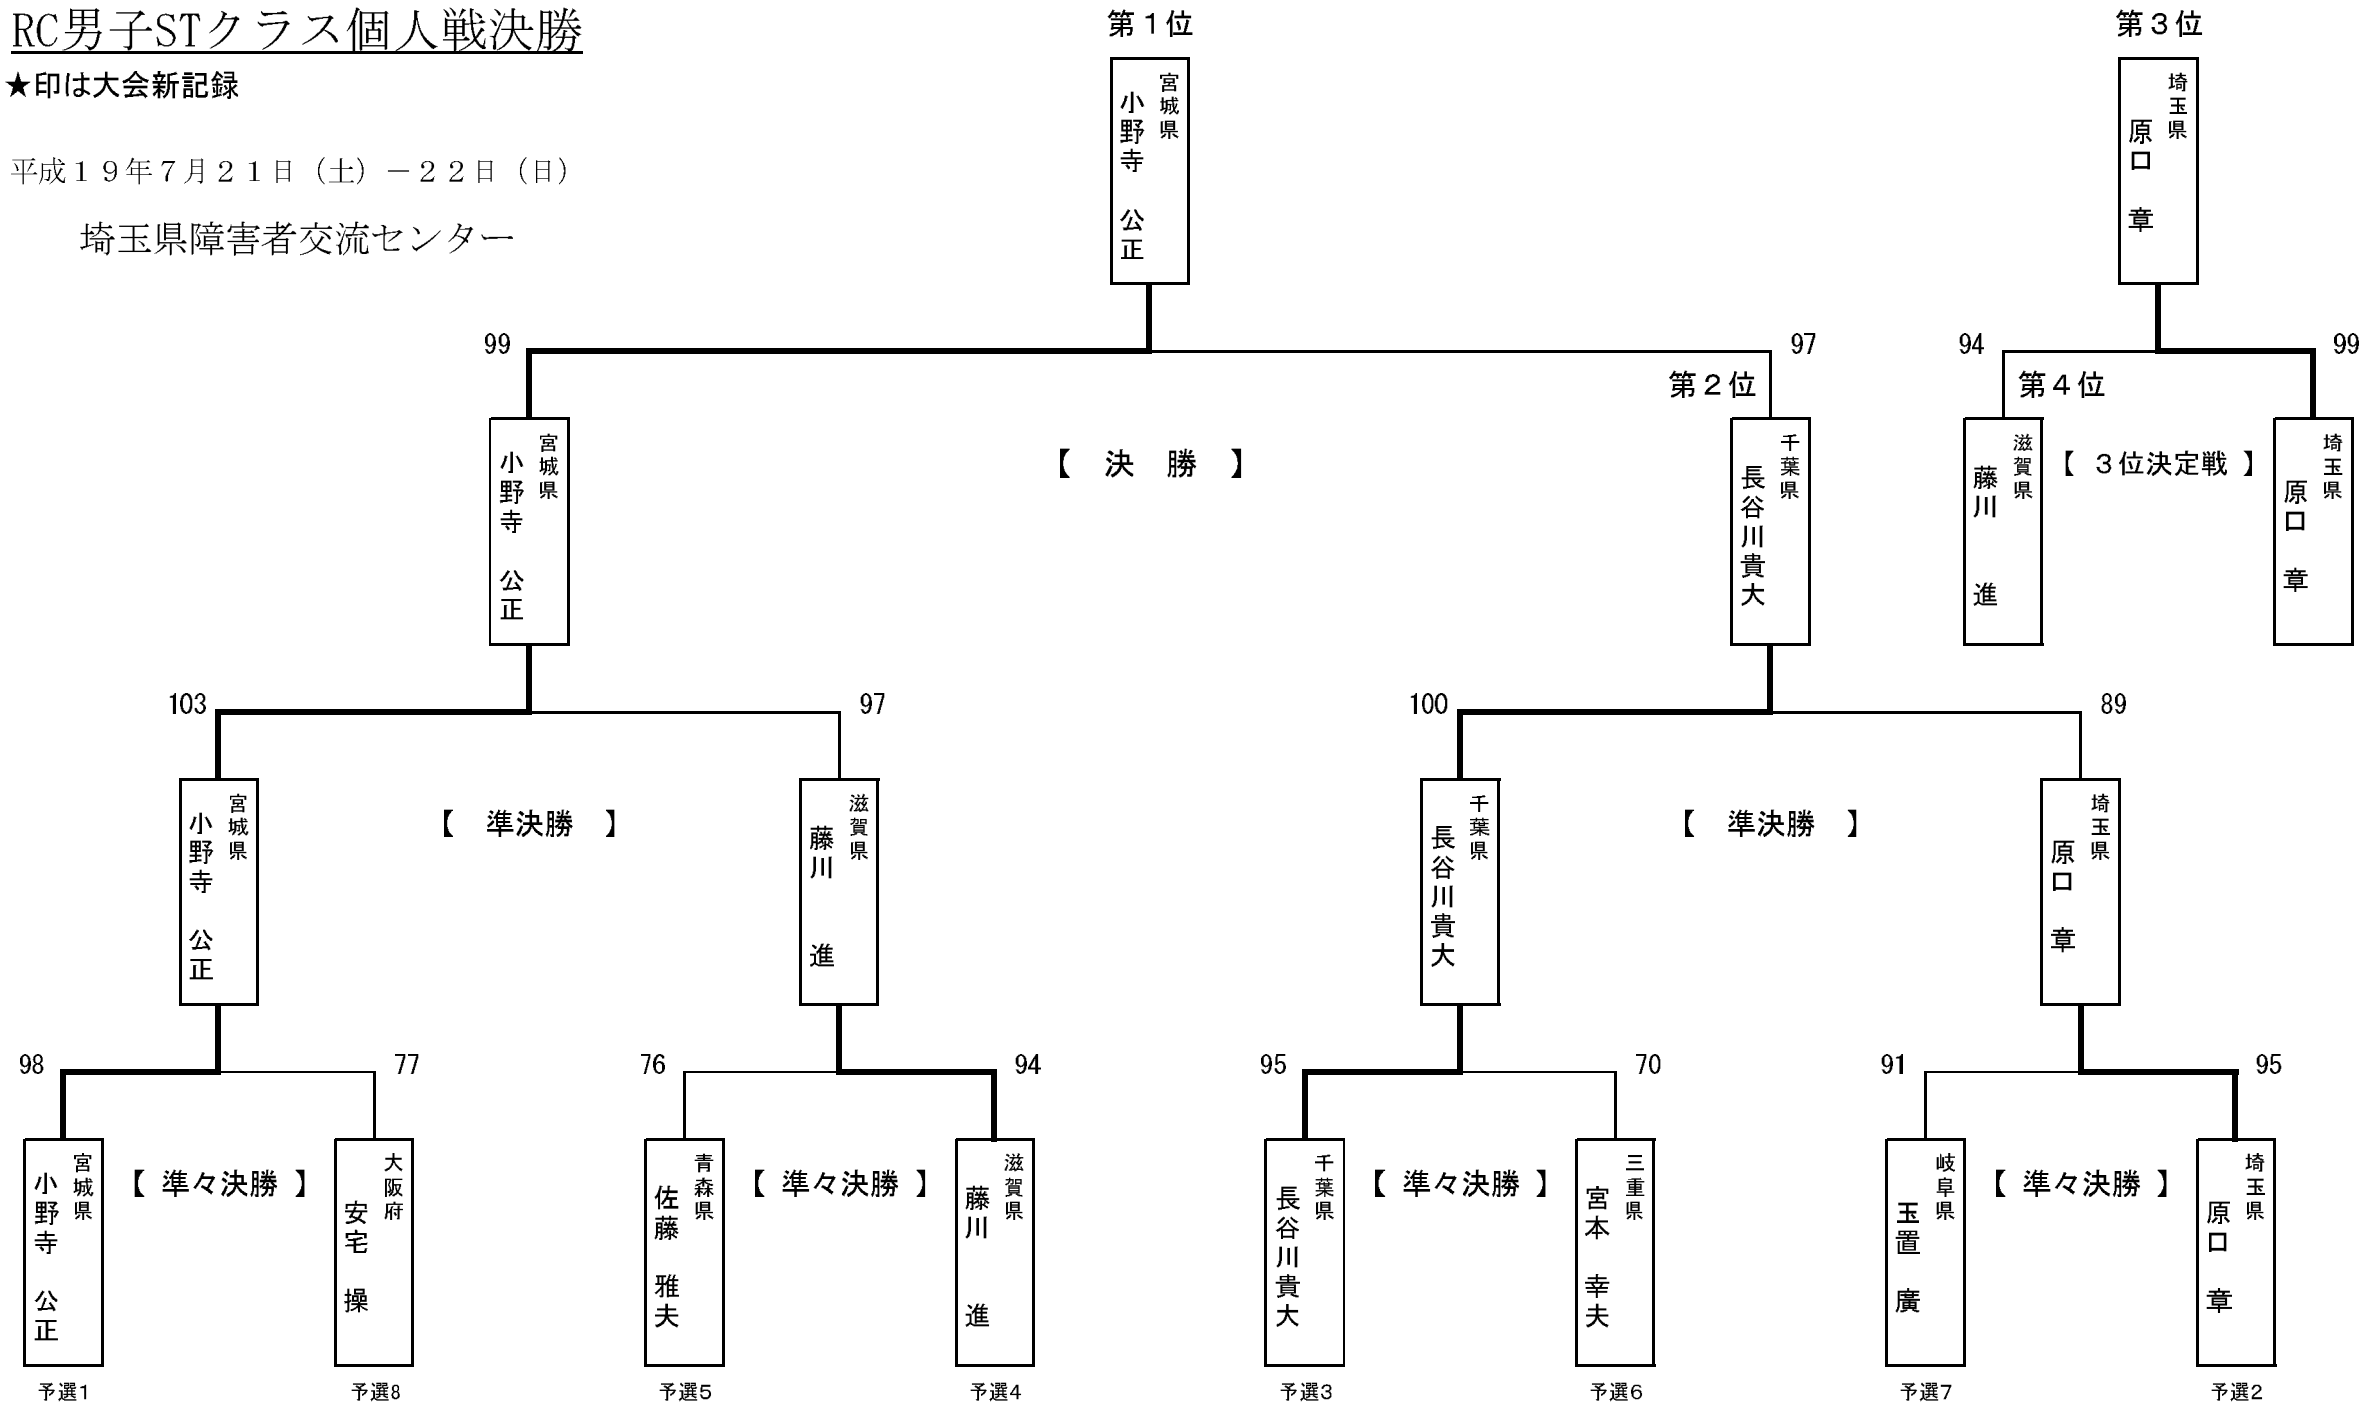 RC男子STクラス個人戦決勝
★印は大会新記録
平成１９年７月２１日（土）－２２日（日）
埼玉県障害者交流センター
第１位
宮城県
小野寺　公正
第３位
埼玉県
原口　章
99
97
第２位
94
第４位
99
宮城県
小野寺　公正
【　決　勝　】
千葉県
長谷川貴大
滋賀県
藤川　　進
【 ３位決定戦 】
埼玉県
原口　章
103
97
100
89
宮城県
小野寺　公正
【　準決勝　】
滋賀県
藤川　　進
千葉県
長谷川貴大
【　準決勝　】
埼玉県
原口　章
98
77
76
94
95
70
91
95
宮城県
小野寺　公正
【 準々決勝 】
大阪府
安宅　操
青森県
佐藤　雅夫
【 準々決勝 】
滋賀県
藤川　　進
千葉県
長谷川貴大
【 準々決勝 】
三重県
宮本　幸夫
岐阜県
玉置　廣
【 準々決勝 】
埼玉県
原口　章
予選1
予選8
予選5
予選4
予選3
予選6
予選7
予選2